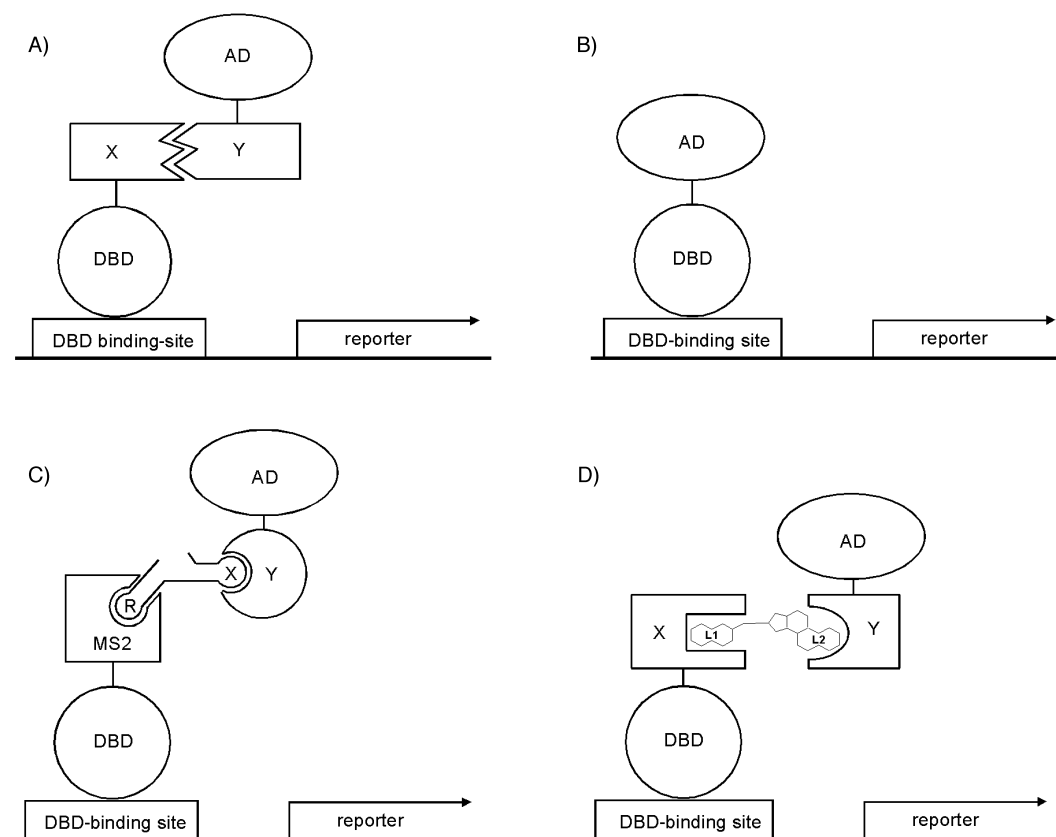 A)
AD
X
Y
DBD
DBD binding-site
reporter
B)
AD
DBD
DBD-binding site
reporter
C)
AD
X
Y
R
MS2
DBD
DBD-binding site
reporter
D)
AD
X
L1
L2
Y
DBD
DBD-binding site
reporter